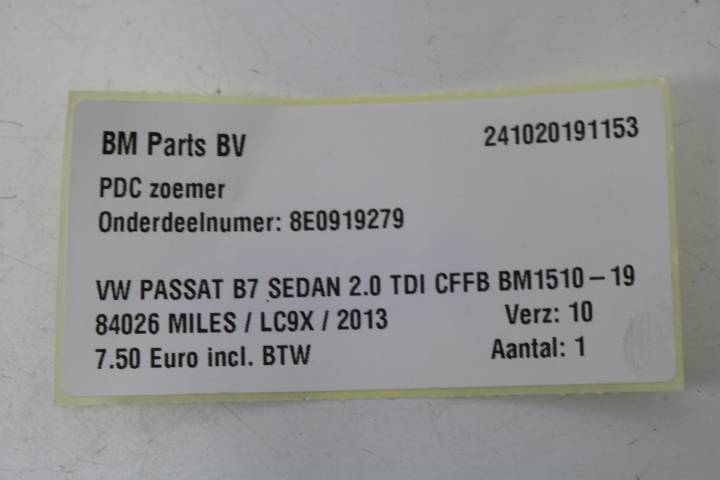 BM Parts BV
241020191153
PDC zoemer
Onderdeelnumer: 8E0919279
VW PASSAT B7 SEDAN 2.0 TDI CFFB BM1510-19
84026 MILES / LC9X / 2013
Verz: 10
7.50 Euro incl. BTW
Aantal: 1